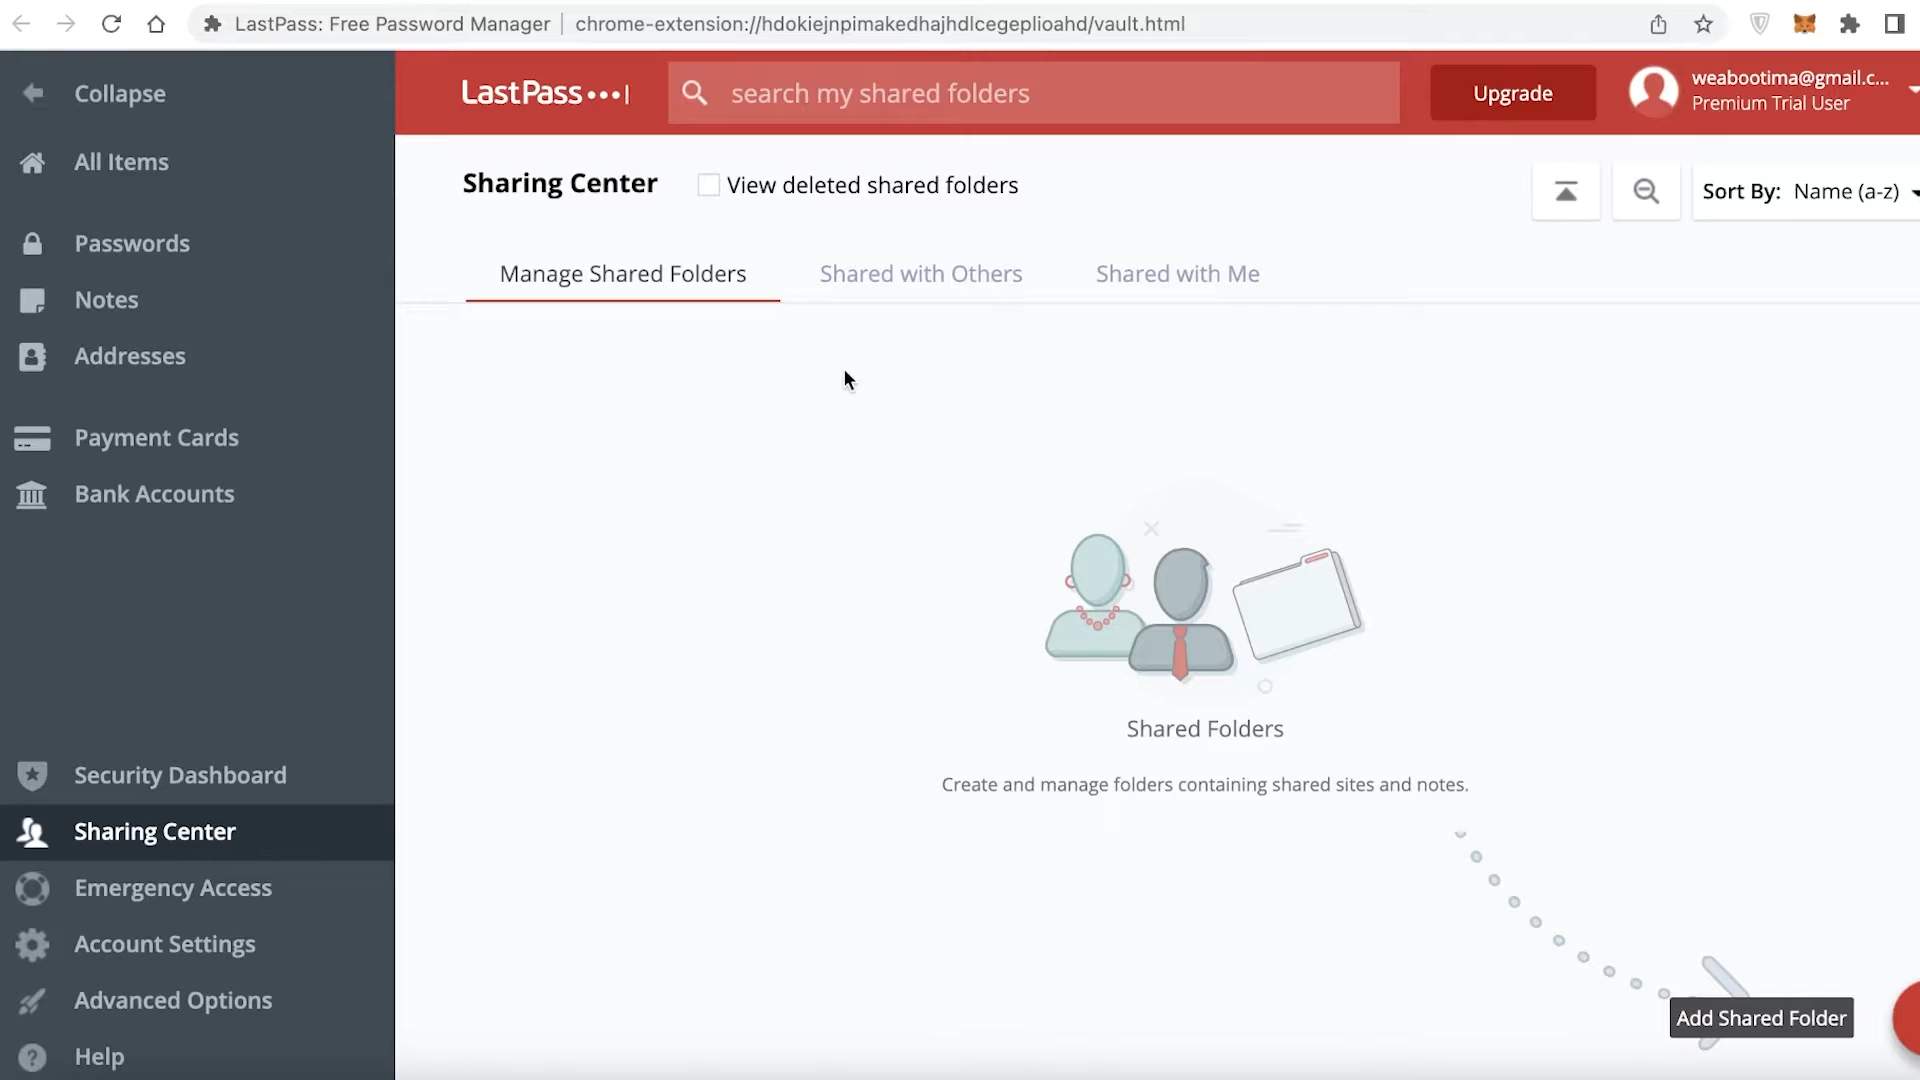 LastPass: Free Password Manager | chrome-extension://hdokiejnpimakedhajhdlcegeplioahd/vault.html
Collapse
LastPass •••|
search my shared folders
Upgrade
weabootima@gmail.c...
Premium Trial User
All Items
Sharing Center
View deleted shared folders
Sort By: Name (a-z)
Passwords
Manage Shared Folders
Shared with Others
Shared with Me
Notes
Addresses
Payment Cards
Bank Accounts
Shared Folders
Create and manage folders containing shared sites and notes.
Security Dashboard
Sharing Center
Emergency Access
Account Settings
Advanced Options
Add Shared Folder
Help